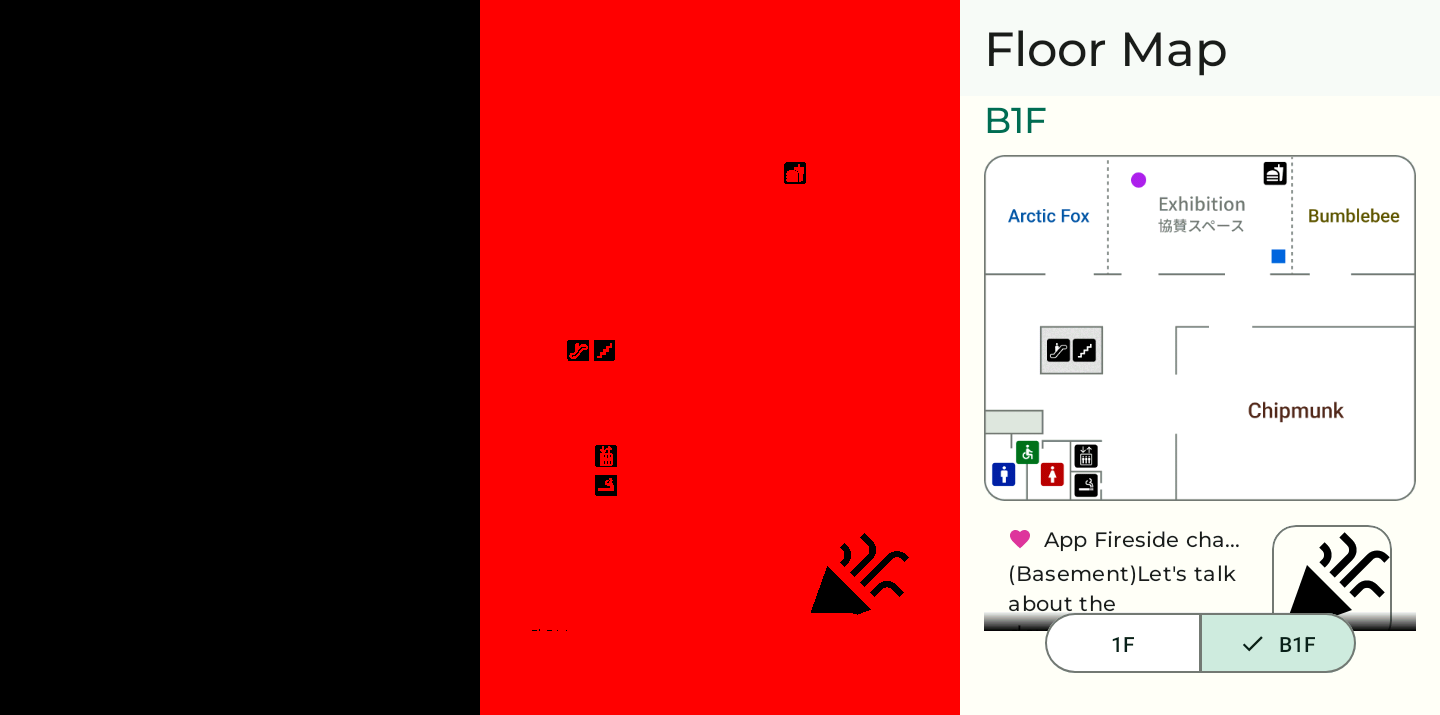 Floor Map
B1F
Exhibition
Arctic Fox
協賛スペース
Bumblebee
Chipmunk
App Fireside cha...
(Basement)Let's talk
about the
1F
B1F